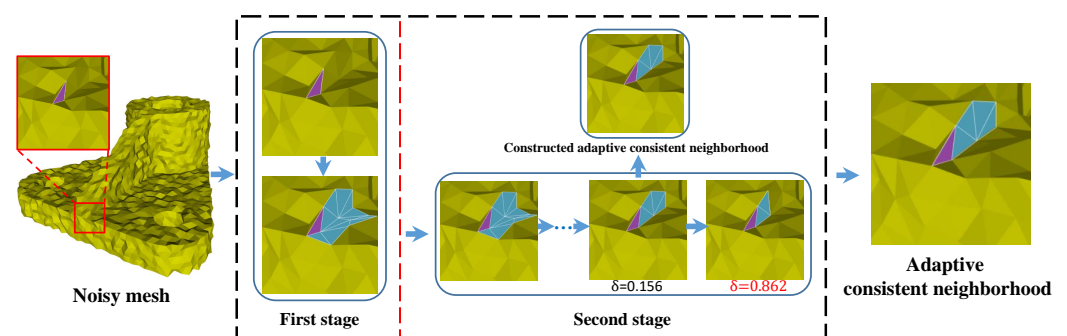 Constructed adaptive consistent neighborhood
δ=0.156
δ=0.862
Noisy mesh
First stage
Second stage
Adaptive
consistent neighborhood